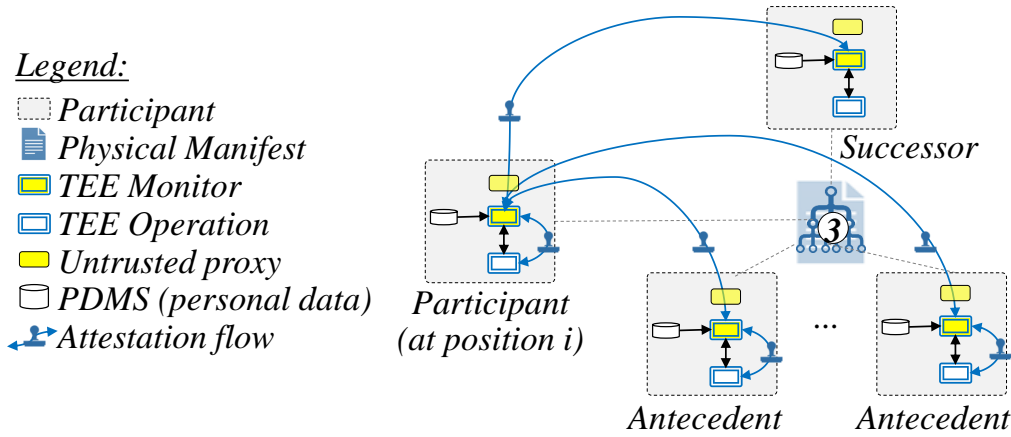 Legend:
Participant
Physical Manifest
TEE Monitor
TEE Operation
Untrusted proxy
PDMS (personal data)
Attestation flow
Successor
3
Participant
(at position i)
...
Antecedent
Antecedent